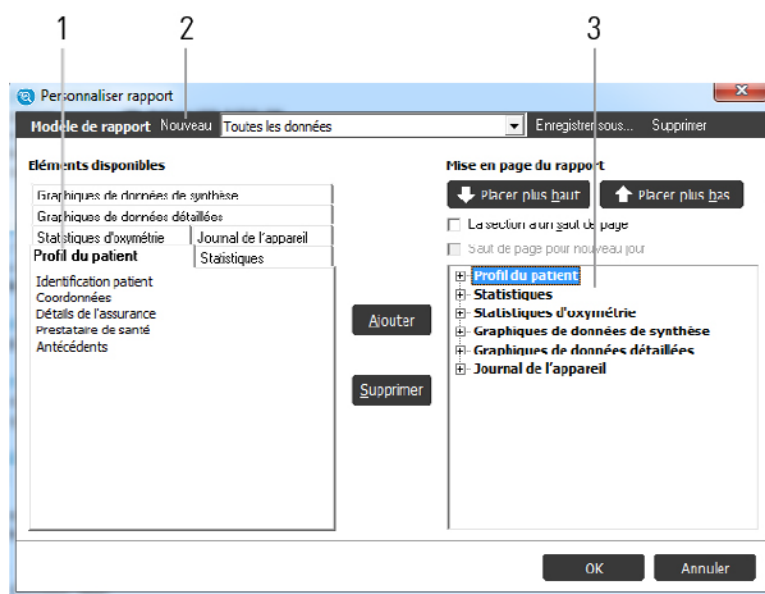 1 2 3
Personnaliser rapport
Modèle de rapport Nouveau Toutes les données Enregistrer sous... Supprimer
Eléments disponibles
Mise en page du rapport
Graphiques de données de synthèse
Graphiques de données détaillées
Statistiques d'oxymétrie Journal de l'appareil
Profil du patient Statistiques
Placer plus haut Placer plus bas
La section a un saut de page
Saut de page pour nouveau jour
Identification patient
Coordonnées
Détails de l'assurance
Prestataire de santé
Antécédents
Ajouter
Supprimer
Profil du patient
Statistiques
Statistiques d'oxymétrie
Graphiques de données de synthèse
Graphiques de données détaillées
Journal de l'appareil
OK Annuler